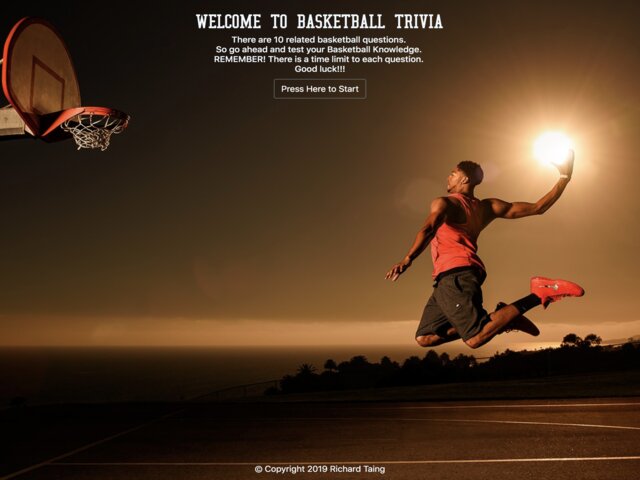 WELCOME TO BASKETBALL TRIVIA
There are 10 related basketball questions.
So go ahead and test your Basketball Knowledge.
REMEMBER! There is a time limit to each question.
Good luck!!!
Press Here to Start
© Copyright 2019 Richard Taing